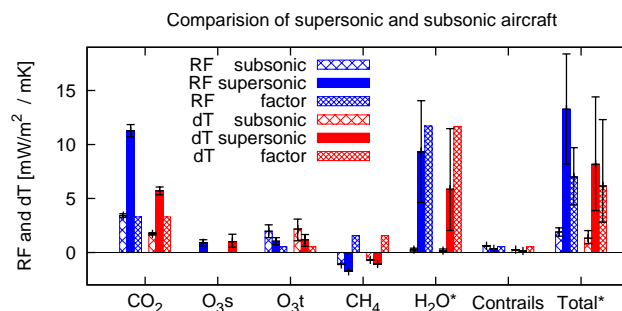 Comparision of supersonic and subsonic aircraft
RF and dT [mW/m² / mK]
15
10
5
0
RF subsonic
RF supersonic
RF factor
dT subsonic
dT supersonic
dT factor
CO₂ O₃s O₃t CH₄ H₂O* Contrails Total*